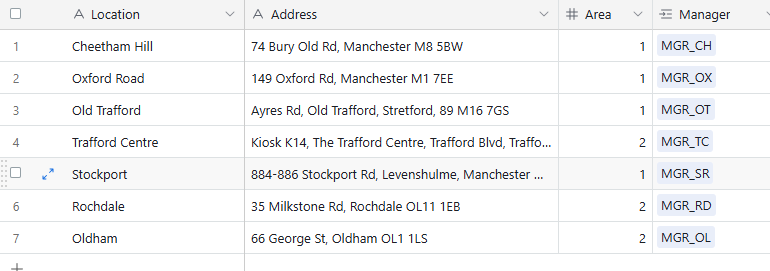 Location Address Area Manager
1 Cheetham Hill 74 Bury Old Rd, Manchester M8 5BW 1 MGR_CH
2 Oxford Road 149 Oxford Rd, Manchester M1 7EE 1 MGR_OX
3 Old Trafford Ayres Rd, Old Trafford, Stretford, 89 M16 7GS 1 MGR_OT
4 Trafford Centre Kiosk K14, The Trafford Centre, Trafford Blvd, Traffo... 2 MGR_TC
Stockport 884-886 Stockport Rd, Levenshulme, Manchester ... 1 MGR_SR
6 Rochdale 35 Milkstone Rd, Rochdale OL11 1EB 2 MGR_RD
7 Oldham 66 George St, Oldham OL1 1LS 2 MGR_OL